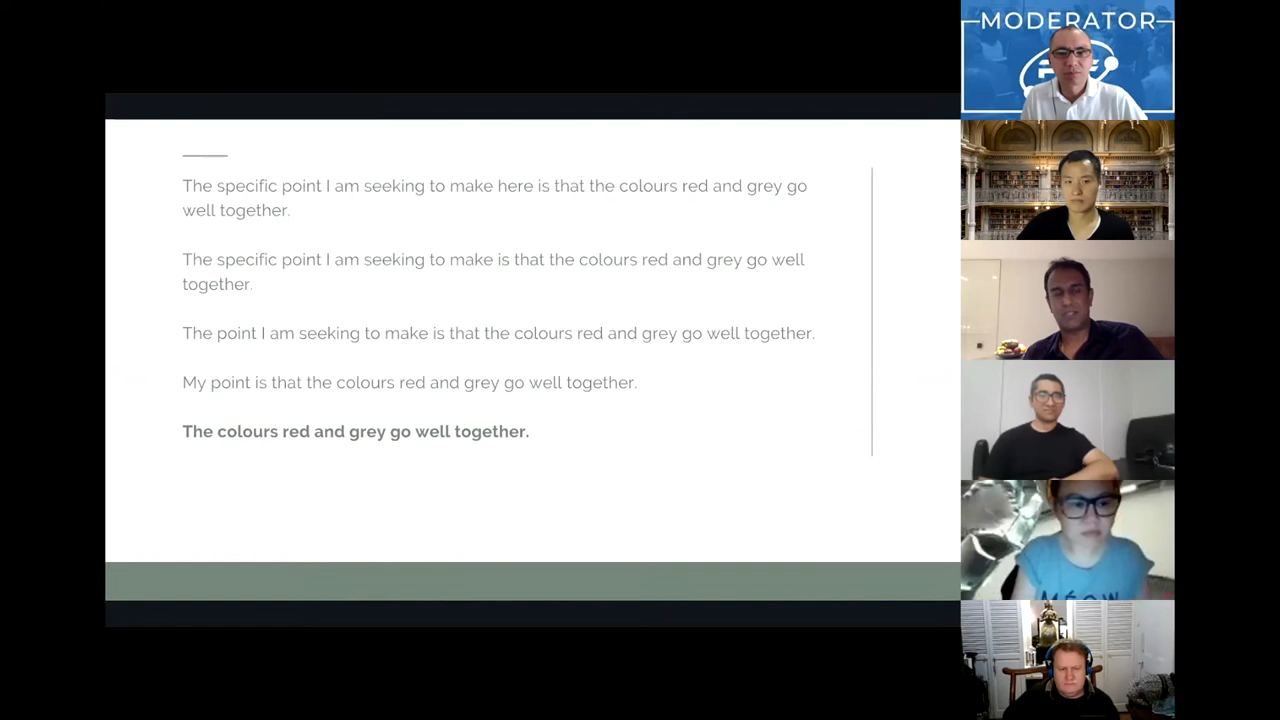 MODERATOR
The specific point I am seeking to make here is that the colours red and grey go
well together.
The specific point I am seeking to make is that the colours red and grey go well
together.
The point I am seeking to make is that the colours red and grey go well together.
My point is that the colours red and grey go well together.
The colours red and grey go well together.
MÉOW